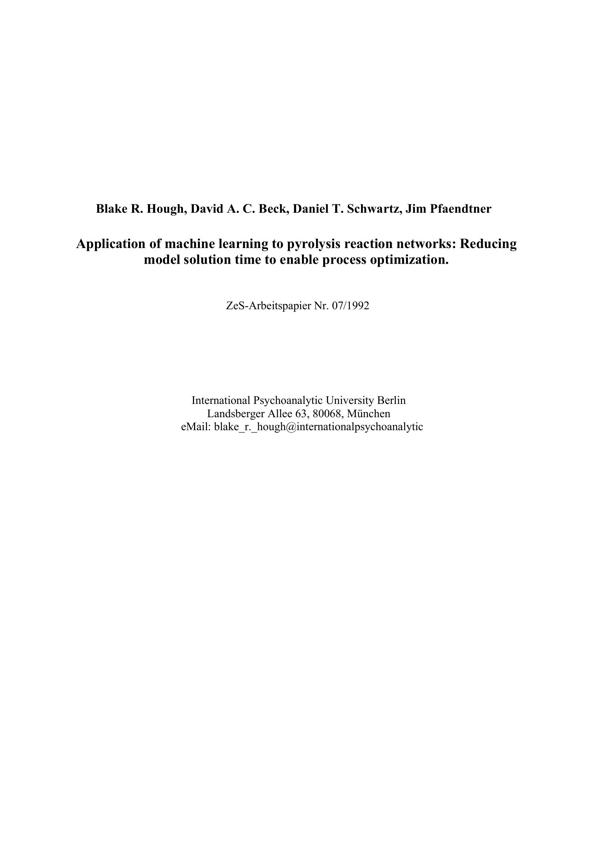 Blake R. Hough, David A. C. Beck, Daniel T. Schwartz, Jim Pfaendtner
Application of machine learning to pyrolysis reaction networks: Reducing
model solution time to enable process optimization.
ZeS-Arbeitspapier Nr. 07/1992
International Psychoanalytic University Berlin
Landsberger Allee 63, 80068, München
eMail: blake_r._hough@internationalpsychoanalytic